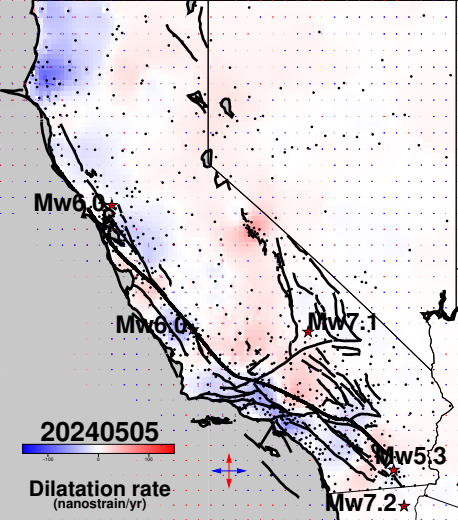 Mw6.0
Mw6.0
Mw7.1
20240505
-100 0 100
Dilatation rate
(nanostrain/yr)
Mw5.3
Mw7.2